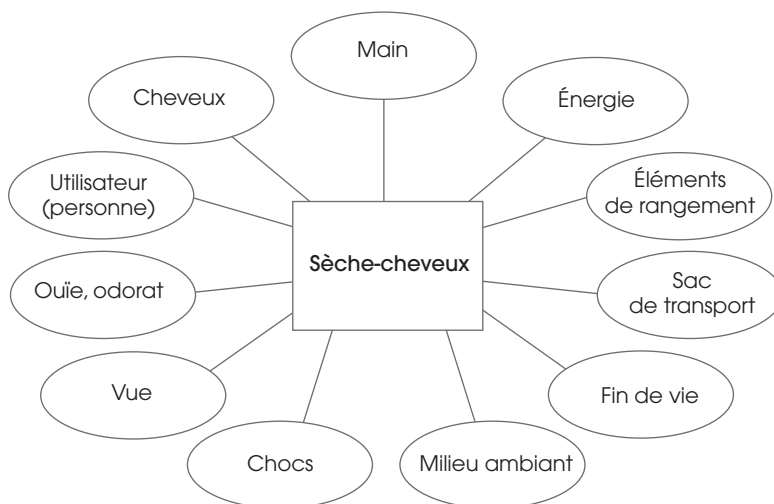 Main
Cheveux
Énergie
Utilisateur
(personne)
Éléments
de rangement
Sèche-cheveux
Ouïe, odorat
Sac
de transport
Vue
Fin de vie
Chocs
Milieu ambiant